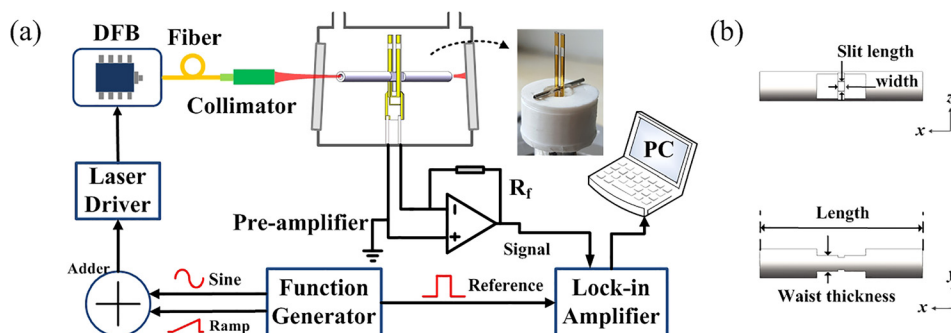 (a)
DFB
Fiber
Collimator
Laser
Driver
Pre-amplifier
R_f
PC
Signal
Adder
Sine
Ramp
Function
Generator
Reference
Lock-in
Amplifier
(b)
Slit length
width
x
Length
Waist thickness
x